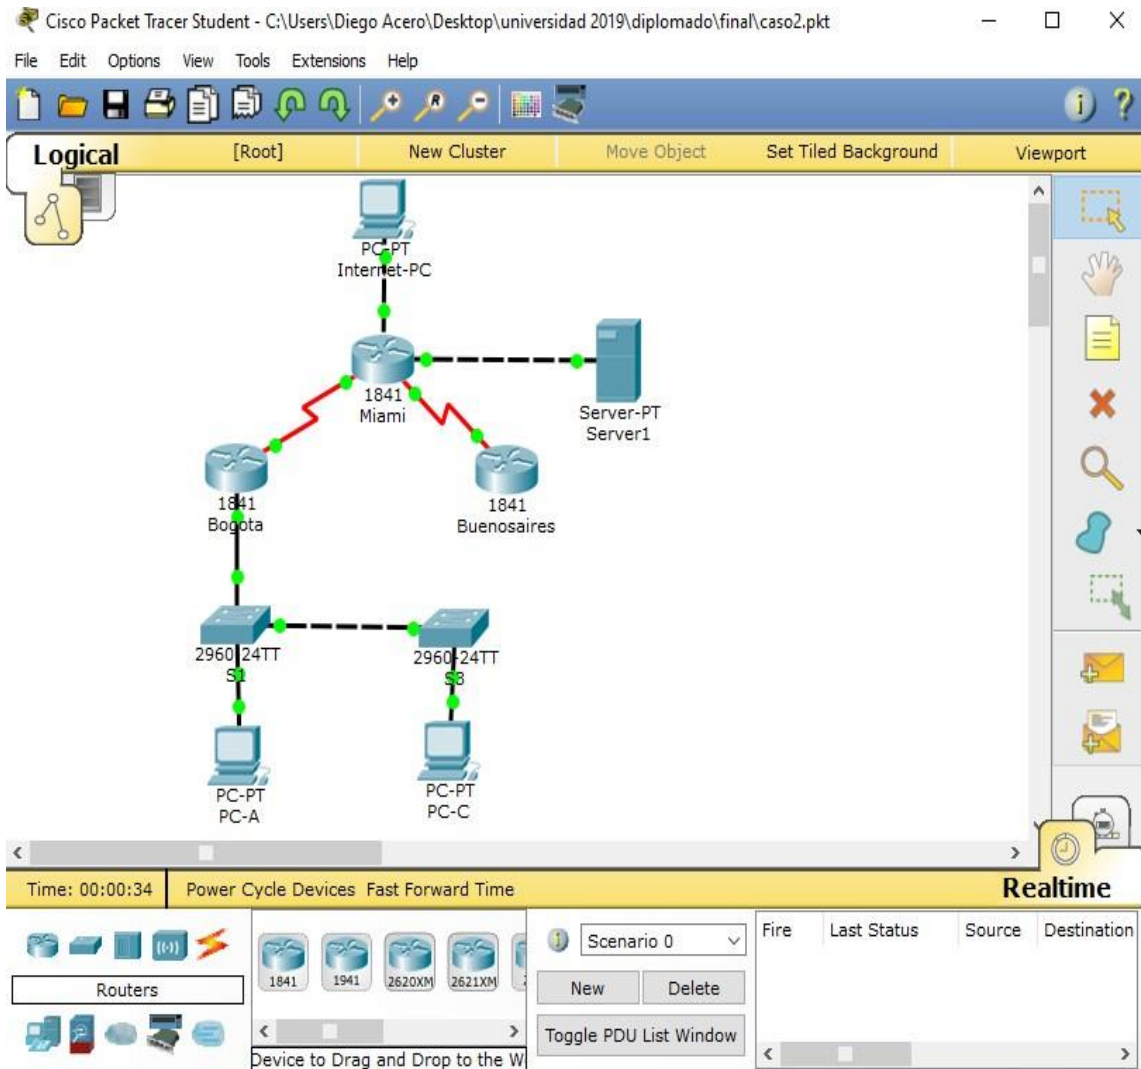 Cisco Packet Tracer Student - C:\Users\Diego Acero\Desktop\universidad 2019\diplomado\final\caso2.pkt
File Edit Options View Tools Extensions Help
Logical [Root] New Cluster Move Object Set Tiled Background Viewport
PC-PT
Internet-PC
1841
Miami
Server-PT
Server1
1841
Bogota
1841
Buenosaires
2960-24TT
S1
2960-24TT
S3
PC-PT
PC-A
PC-PT
PC-C
Time: 00:00:34 Power Cycle Devices Fast Forward Time Realtime
Routers
1841 1941 2620XM 2621XM
Device to Drag and Drop to the W
Scenario 0
New Delete
Toggle PDU List Window
Fire Last Status Source Destination